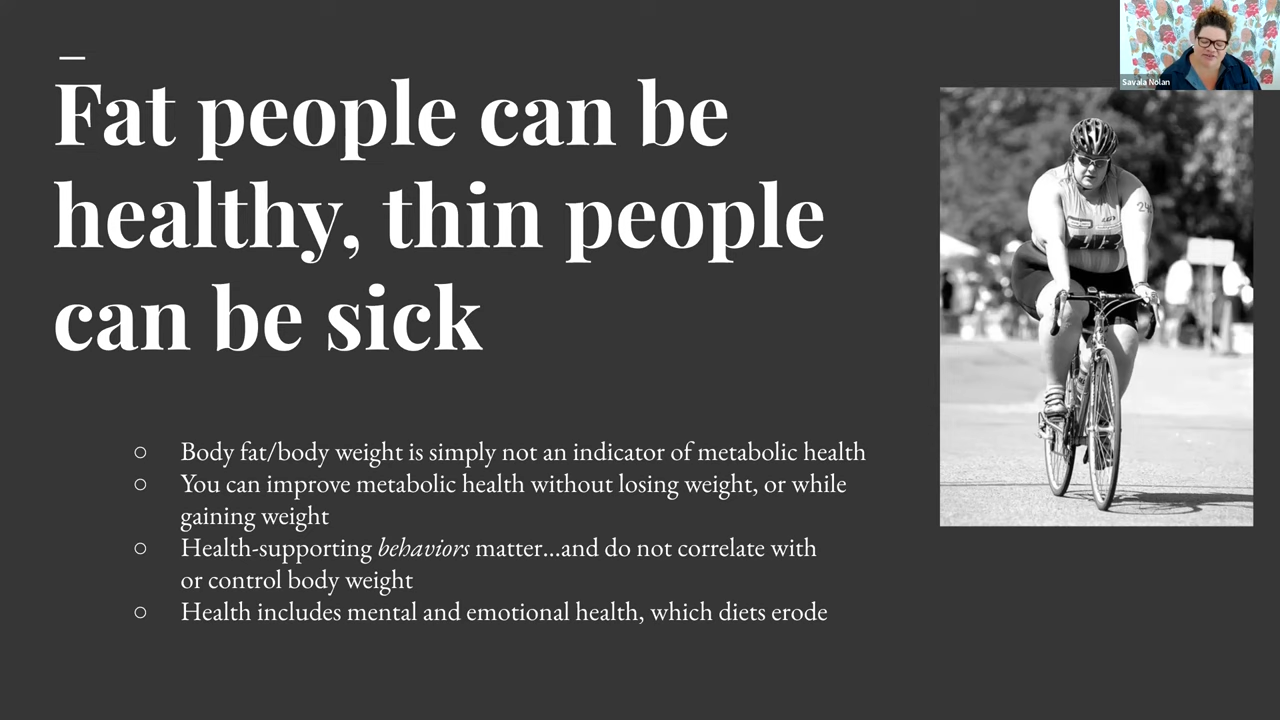 Savala Nolan
Fat people can be
healthy, thin people
can be sick
Body fat/body weight is simply not an indicator of metabolic health
You can improve metabolic health without losing weight, or while
gaining weight
Health-supporting behaviors matter...and do not correlate with
or control body weight
Health includes mental and emotional health, which diets erode